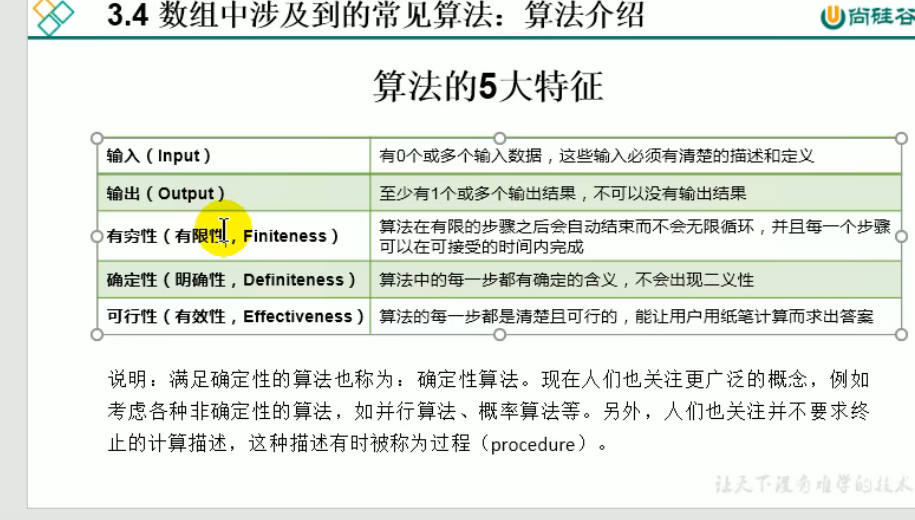 3.4 数组中涉及到的常见算法：算法介绍
尚硅谷
算法的5大特征
输入（Input） 有0个或多个输入数据，这些输入必须有清楚的描述和定义
输出（Output） 至少有1个或多个输出结果，不可以没有输出结果
有穷性（有限性，Finiteness） 算法在有限的步骤之后会自动结束而不会无限循环，并且每一个步骤
可以在可接受的时间内完成
确定性（明确性，Definiteness） 算法中的每一步都有确定的含义，不会出现二义性
可行性（有效性，Effectiveness） 算法的每一步都是清楚且可行的，能让用户用纸笔计算而求出答案
说明：满足确定性的算法也称为：确定性算法。现在人们也关注更广泛的概念，例如
考虑各种非确定性的算法，如并行算法、概率算法等。另外，人们也关注并不要求终
止的计算描述，这种描述有时被称为过程（procedure）。
让天下没有难学的技术